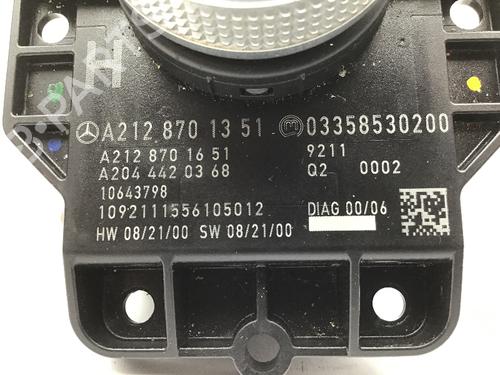 A212 870 13 51 03358530200
A212 870 16 51 9211
A204 442 03 68 Q2 0002
10643798
1092111556105012 DIAG 00/06
HW 08/21/00 SW 08/21/00